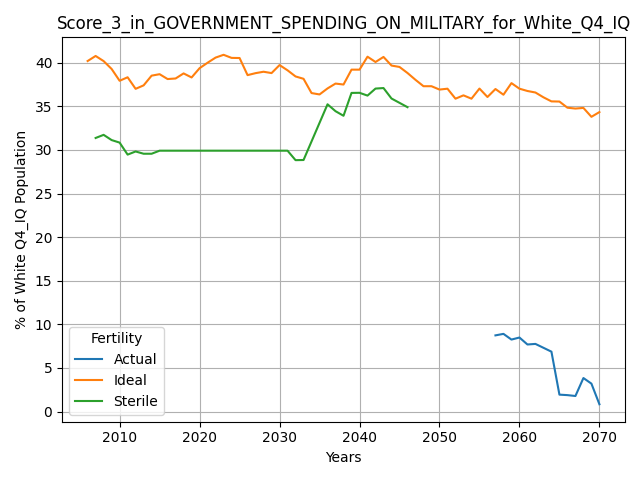 Score_3_in_GOVERNMENT_SPENDING_ON_MILITARY_for_White_Q4_IQ
% of White Q4_IQ Population
40
35
30
25
20
15
10
5
0
Fertility
Actual
Ideal
Sterile
2010 2020 2030 2040 2050 2060 2070
Years